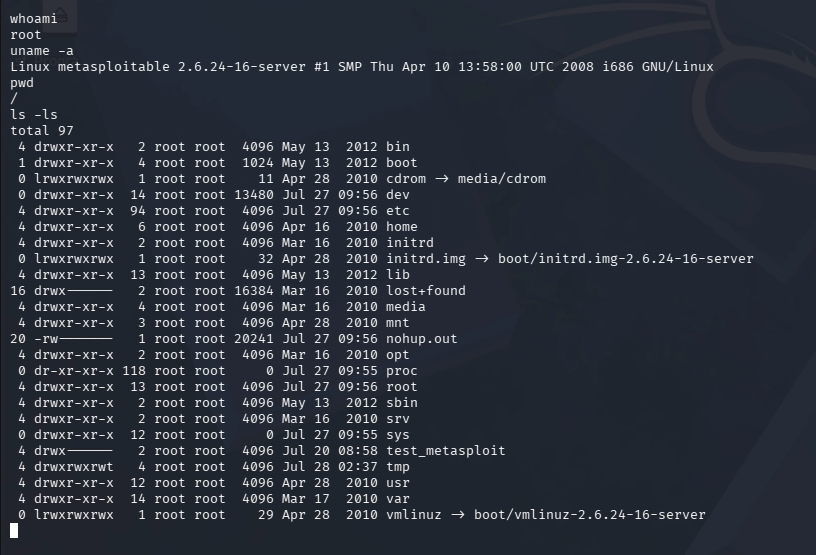 whoami
root
uname -a
Linux metasploitable 2.6.24-16-server #1 SMP Thu Apr 10 13:58:00 UTC 2008 i686 GNU/Linux
pwd
/
ls -ls
total 97
 4 drwxr-xr-x   2 root root  4096 May 13  2012 bin
 1 drwxr-xr-x   4 root root  1024 May 13  2012 boot
 0 lrwxrwxrwx   1 root root    11 Apr 28  2010 cdrom -> media/cdrom
 0 drwxr-xr-x  14 root root 13480 Jul 27 09:56 dev
 4 drwxr-xr-x  94 root root  4096 Jul 27 09:56 etc
 4 drwxr-xr-x   6 root root  4096 Apr 16  2010 home
 4 drwxr-xr-x   2 root root  4096 Mar 16  2010 initrd
 0 lrwxrwxrwx   1 root root    32 Apr 28  2010 initrd.img -> boot/initrd.img-2.6.24-16-server
 4 drwxr-xr-x  13 root root  4096 May 13  2012 lib
16 drwx------   2 root root 16384 Mar 16  2010 lost+found
 4 drwxr-xr-x   4 root root  4096 Mar 16  2010 media
 4 drwxr-xr-x   3 root root  4096 Apr 28  2010 mnt
20 -rw-------   1 root root 20241 Jul 27 09:56 nohup.out
 4 drwxr-xr-x   2 root root  4096 Mar 16  2010 opt
 0 dr-xr-xr-x 118 root root     0 Jul 27 09:55 proc
 4 drwxr-xr-x  13 root root  4096 Jul 27 09:56 root
 4 drwxr-xr-x   2 root root  4096 May 13  2012 sbin
 4 drwxr-xr-x   2 root root  4096 Mar 16  2010 srv
 0 drwxr-xr-x  12 root root     0 Jul 27 09:55 sys
 4 drwx------   2 root root  4096 Jul 20 08:58 test_metasploit
 4 drwxrwxrwt   4 root root  4096 Jul 28 02:37 tmp
 4 drwxr-xr-x  12 root root  4096 Apr 28  2010 usr
 4 drwxr-xr-x  14 root root  4096 Mar 17  2010 var
 0 lrwxrwxrwx   1 root root    29 Apr 28  2010 vmlinuz -> boot/vmlinuz-2.6.24-16-server